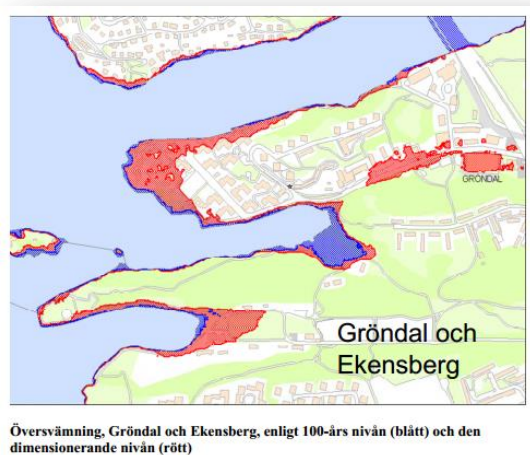 GRÖNDAL
Gröndal och
Ekensberg
Översvämning, Gröndal och Ekensberg, enligt 100-års nivån (blått) och den
dimensionerande nivån (rött)